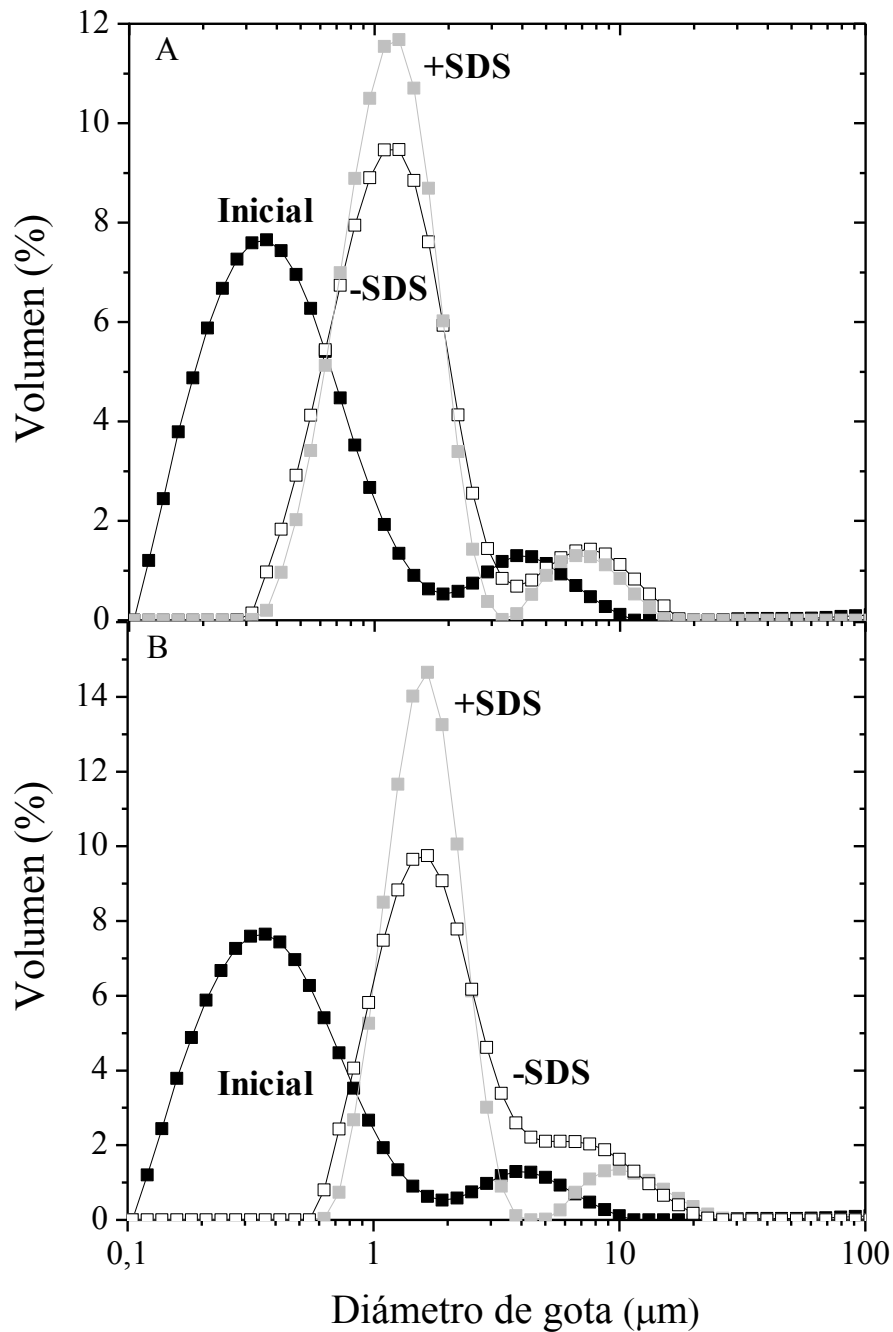 12
A
+SDS
10
Inicial
8
-SDS
6
4
2
0
Volumen (%)
B
14
+SDS
12
10
8
6
-SDS
Inicial
4
2
0
Volumen (%)
0,1
1
10
100
Diámetro de gota (μm)